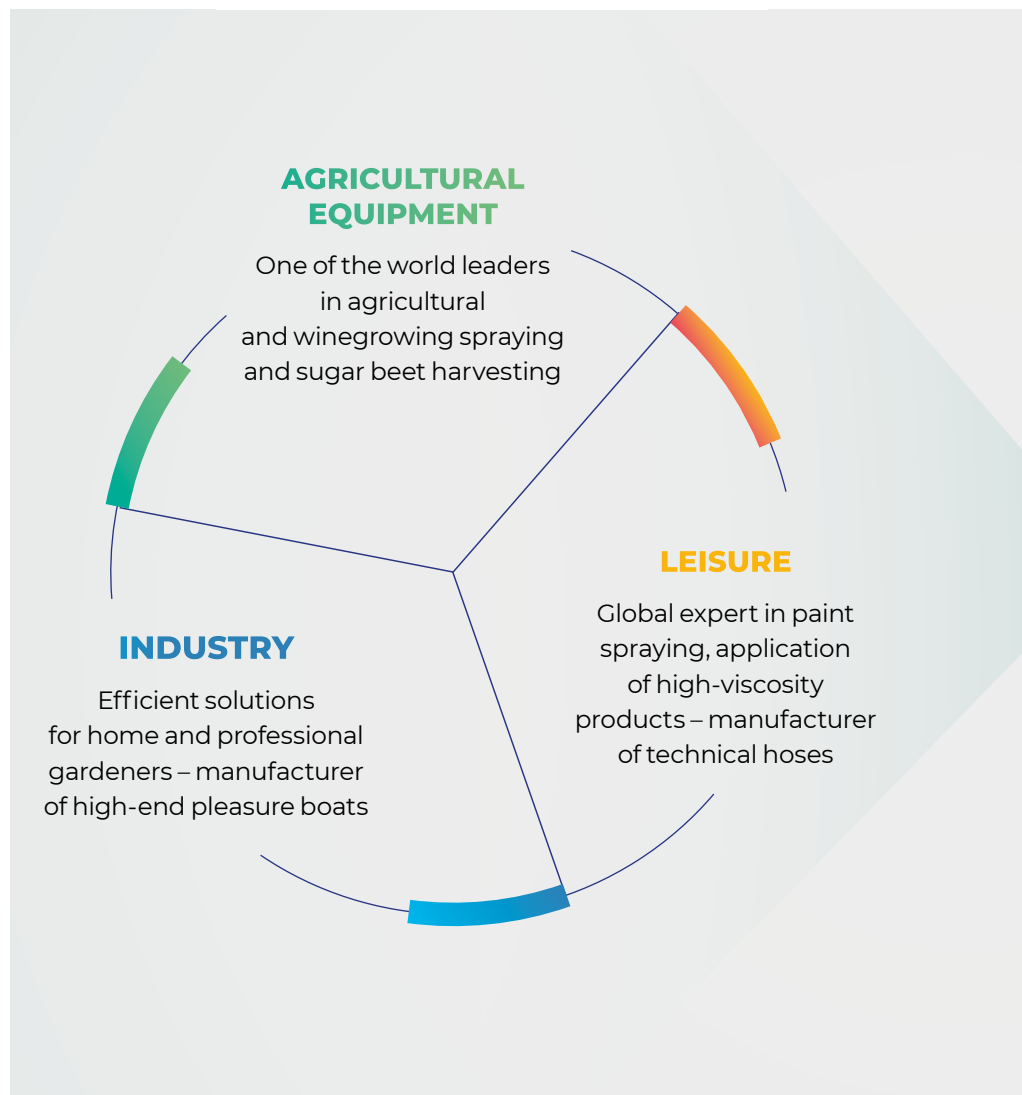 AGRICULTURAL
EQUIPMENT
One of the world leaders
in agricultural
and winegrowing spraying
and sugar beet harvesting
LEISURE
Global expert in paint
spraying, application
of high-viscosity
products – manufacturer
of technical hoses
INDUSTRY
Efficient solutions
for home and professional
gardeners – manufacturer
of high-end pleasure boats